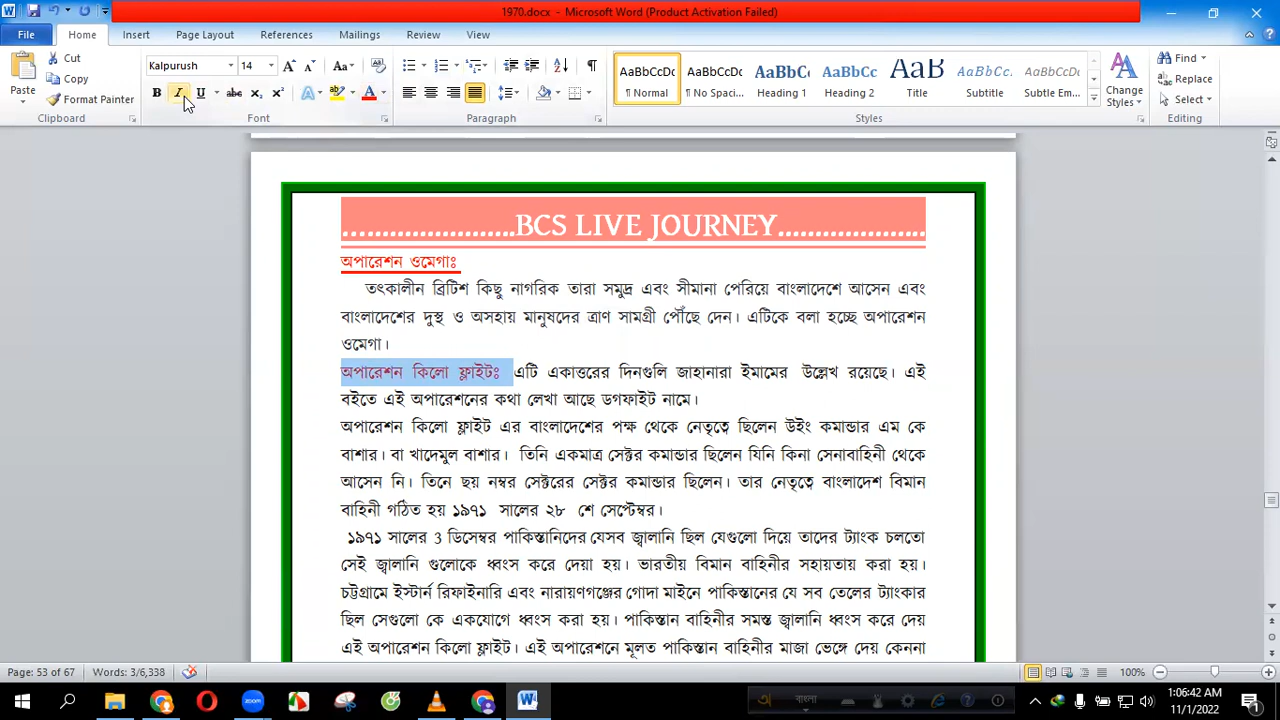 1970.docx - Microsoft Word (Product Activation Failed)
File Home Insert Page Layout References Mailings Review View
Cut
Copy
Format Painter
Paste
Kalpurush 14
AaBbCcDc AaBbCcDc AaBbCc AaBbCc AaB AaBbCc. AaBbCcDc
¶ Normal ¶ No Spaci... Heading 1 Heading 2 Title Subtitle Subtle Em...
Change
Styles
Find
Replace
Select
Clipboard Font Paragraph Styles Editing
........................BCS LIVE JOURNEY......................
অপারেশন ওমেগাঃ
তৎকালীন ব্রিটিশ কিছু নাগরিক তারা সমুদ্র এবং সীমানা পেরিয়ে বাংলাদেশে আসেন এবং
বাংলাদেশের দুস্থ ও অসহায় মানুষদের ত্রাণ সামগ্রী পৌঁছে দেন। এটিকে বলা হচ্ছে অপারেশন
ওমেগা।
অপারেশন কিলো ফ্লাইটঃ এটি একাত্তরের দিনগুলি জাহানারা ইমামের উল্লেখ রয়েছে। এই
বইতে এই অপারেশনের কথা লেখা আছে ডগফাইট নামে।
অপারেশন কিলো ফ্লাইট এর বাংলাদেশের পক্ষ থেকে নেতৃত্বে ছিলেন উইং কমান্ডার এম কে
বাশার। বা খাদেমুল বাশার। তিনি একমাত্র সেক্টর কমান্ডার ছিলেন যিনি কিনা সেনাবাহিনী থেকে
আসেন নি। তিনে ছয় নম্বর সেক্টরের সেক্টর কমান্ডার ছিলেন। তার নেতৃত্বে বাংলাদেশ বিমান
বাহিনী গঠিত হয় ১৯৭১ সালের ২৮ শে সেপ্টেম্বর।
১৯৭১ সালের 3 ডিসেম্বর পাকিস্তানিদের যেসব জ্বালানি ছিল যেগুলো দিয়ে তাদের ট্যাংক চলতো
সেই জ্বালানি গুলোকে ধ্বংস করে দেয়া হয়। ভারতীয় বিমান বাহিনীর সহায়তায় করা হয়।
চট্টগ্রামে ইস্টার্ন রিফাইনারি এবং নারায়ণগঞ্জের গোদা মাইনে পাকিস্তানের যে সব তেলের ট্যাংকার
ছিল সেগুলো কে একযোগে ধ্বংস করা হয়। পাকিস্তান বাহিনীর সমস্ত জ্বালানি ধ্বংস করে দেয়
এই অপারেশন কিলো ফ্লাইট। এই অপারেশনে মূলত পাকিস্তান বাহিনীর মাজা ভেঙ্গে দেয় কেননা
Page: 53 of 67 Words: 3/6,338 100%
zoom বাংলা 1:06:42 AM
11/1/2022